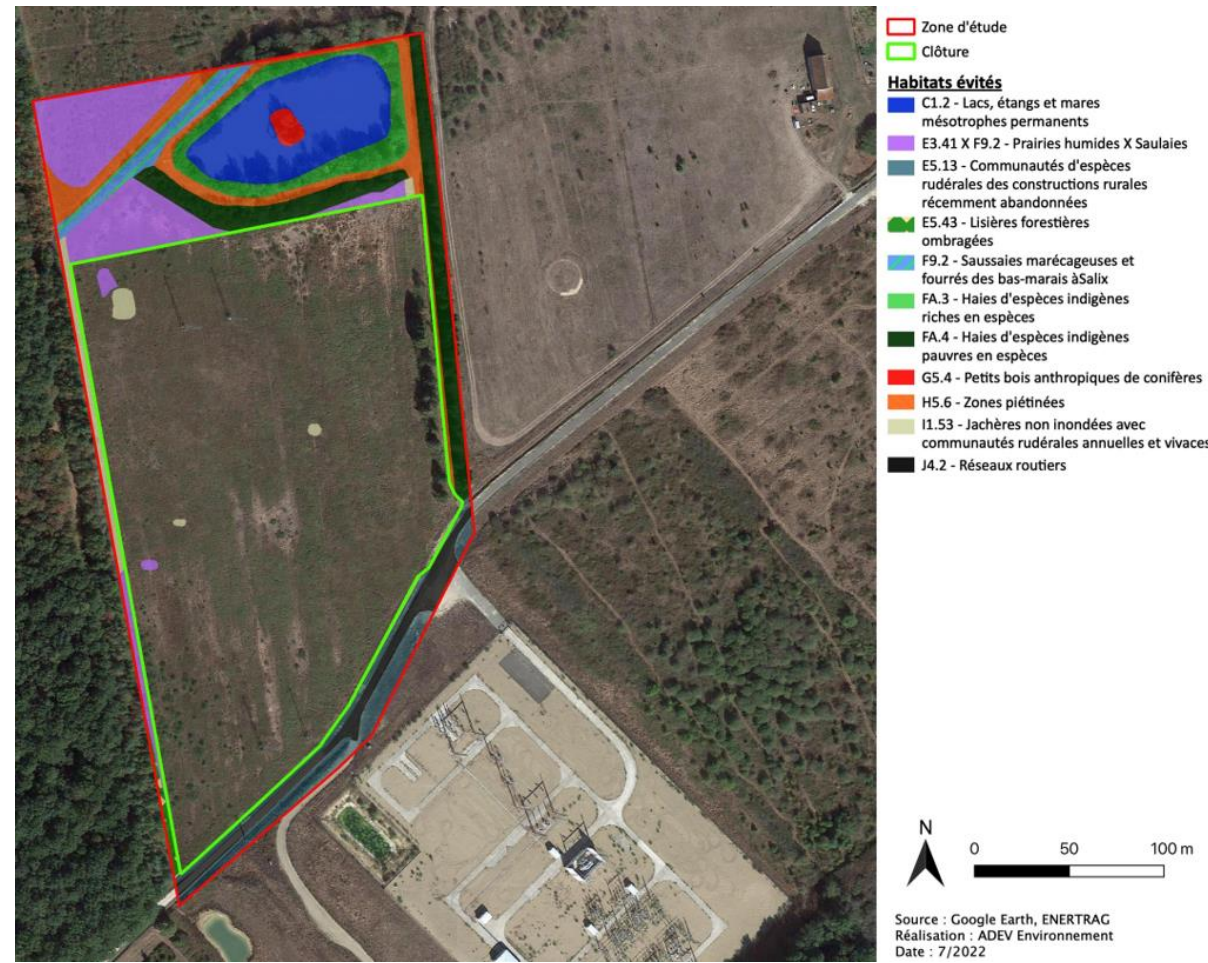 Zone d'étude
Clôture
Habitats évités
C1.2 - Lacs, étangs et mares
mésotrophes permanents
E3.41 X F9.2 - Prairies humides X Saulaies
E5.13 - Communautés d'espèces
rudérales des constructions rurales
récemment abandonnées
E5.43 - Lisières forestières
ombragées
F9.2 - Saussaies marécageuses et
fourrés des bas-marais àSalix
FA.3 - Haies d'espèces indigènes
riches en espèces
FA.4 - Haies d'espèces indigènes
pauvres en espèces
G5.4 - Petits bois anthropiques de conifères
H5.6 - Zones piétinées
I1.53 - Jachères non inondées avec
communautés rudérales annuelles et vivaces
J4.2 - Réseaux routiers
N
0 50 100 m
Source : Google Earth, ENERTRAG
Réalisation : ADEV Environnement
Date : 7/2022